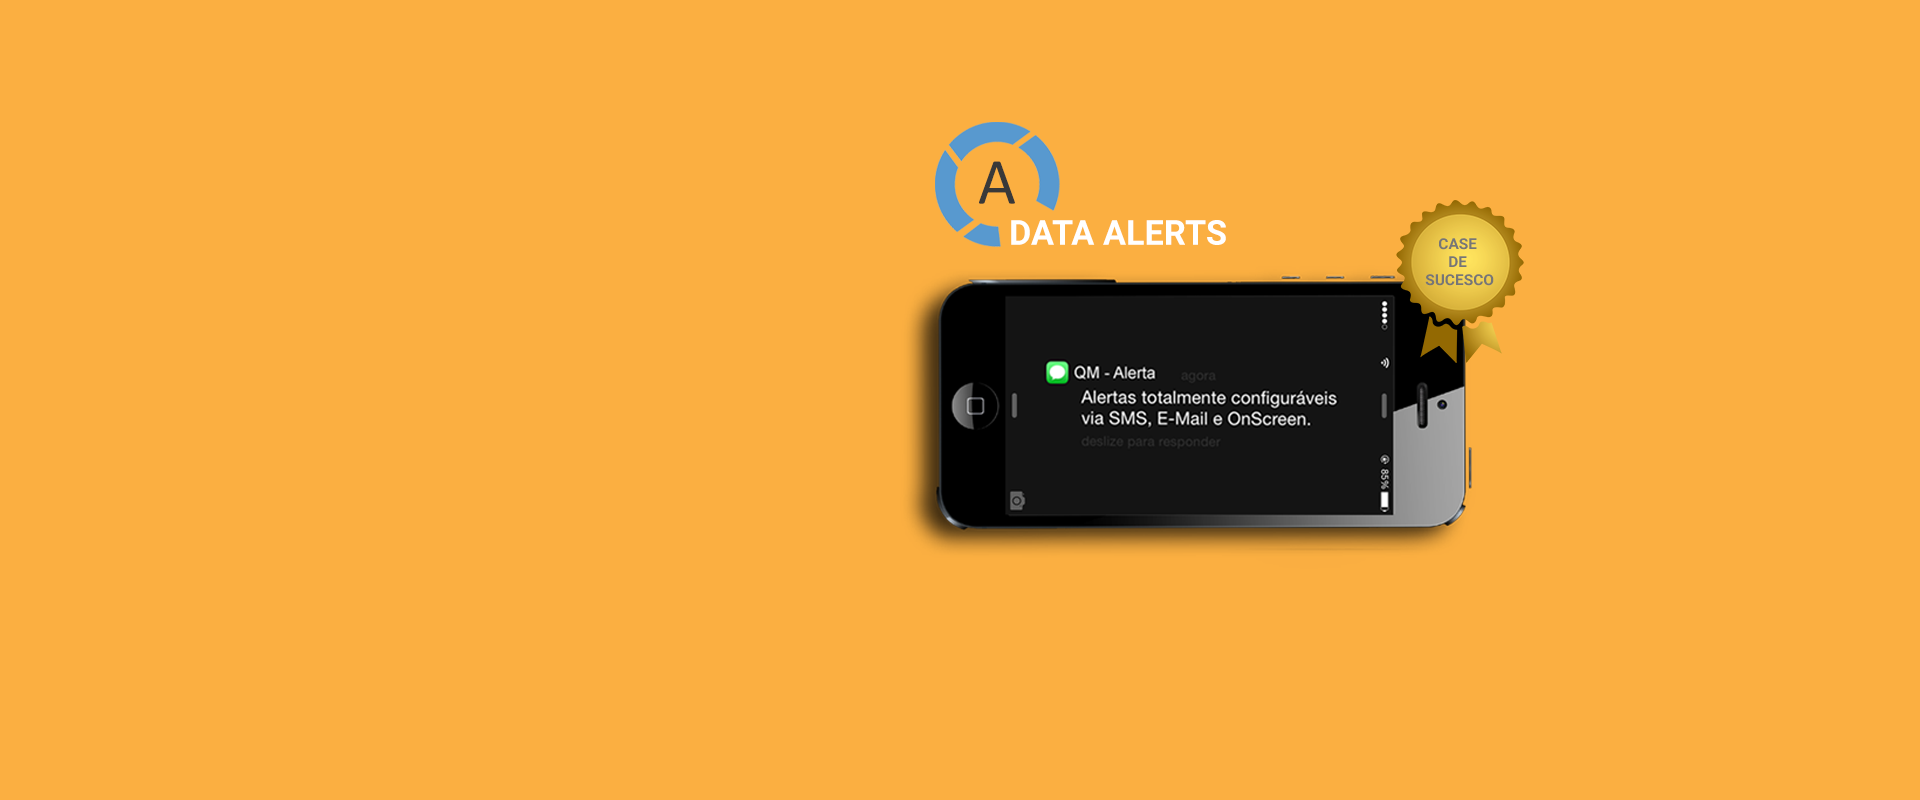 A
DATA ALERTS
CASE
DE
SUCESCO
QM - Alerta agora
Alertas totalmente configuráveis
via SMS, E-Mail e OnScreen.
deslize para responder
85%